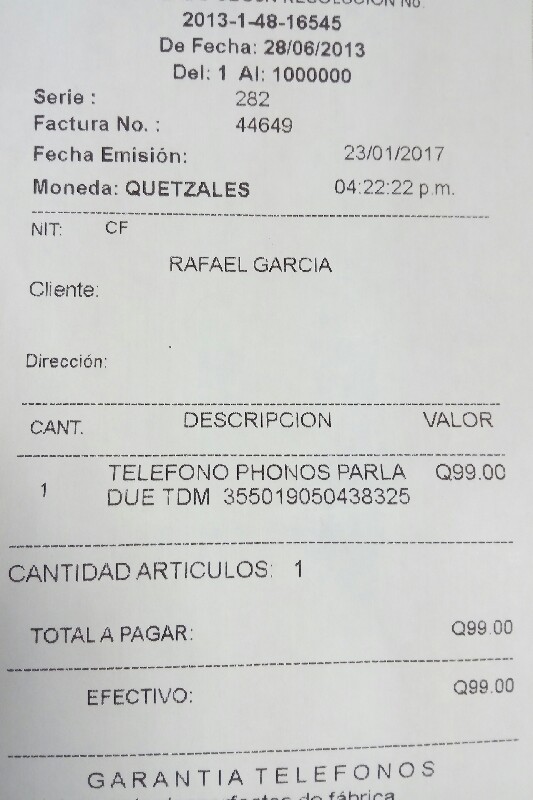 RESOLUCION No.
2013-1-48-16545
De Fecha: 28/06/2013
Del: 1 Al: 1000000
Serie : 282
Factura No. : 44649
Fecha Emisión: 23/01/2017
Moneda: QUETZALES 04:22:22 p.m.
NIT: CF
RAFAEL GARCIA
Cliente:
Dirección:
CANT. DESCRIPCION VALOR
1 TELEFONO PHONOS PARLA Q99.00
DUE TDM 355019050438325
CANTIDAD ARTICULOS: 1
TOTAL A PAGAR: Q99.00
EFECTIVO: Q99.00
GARANTIA TELEFONOS
de fábrica